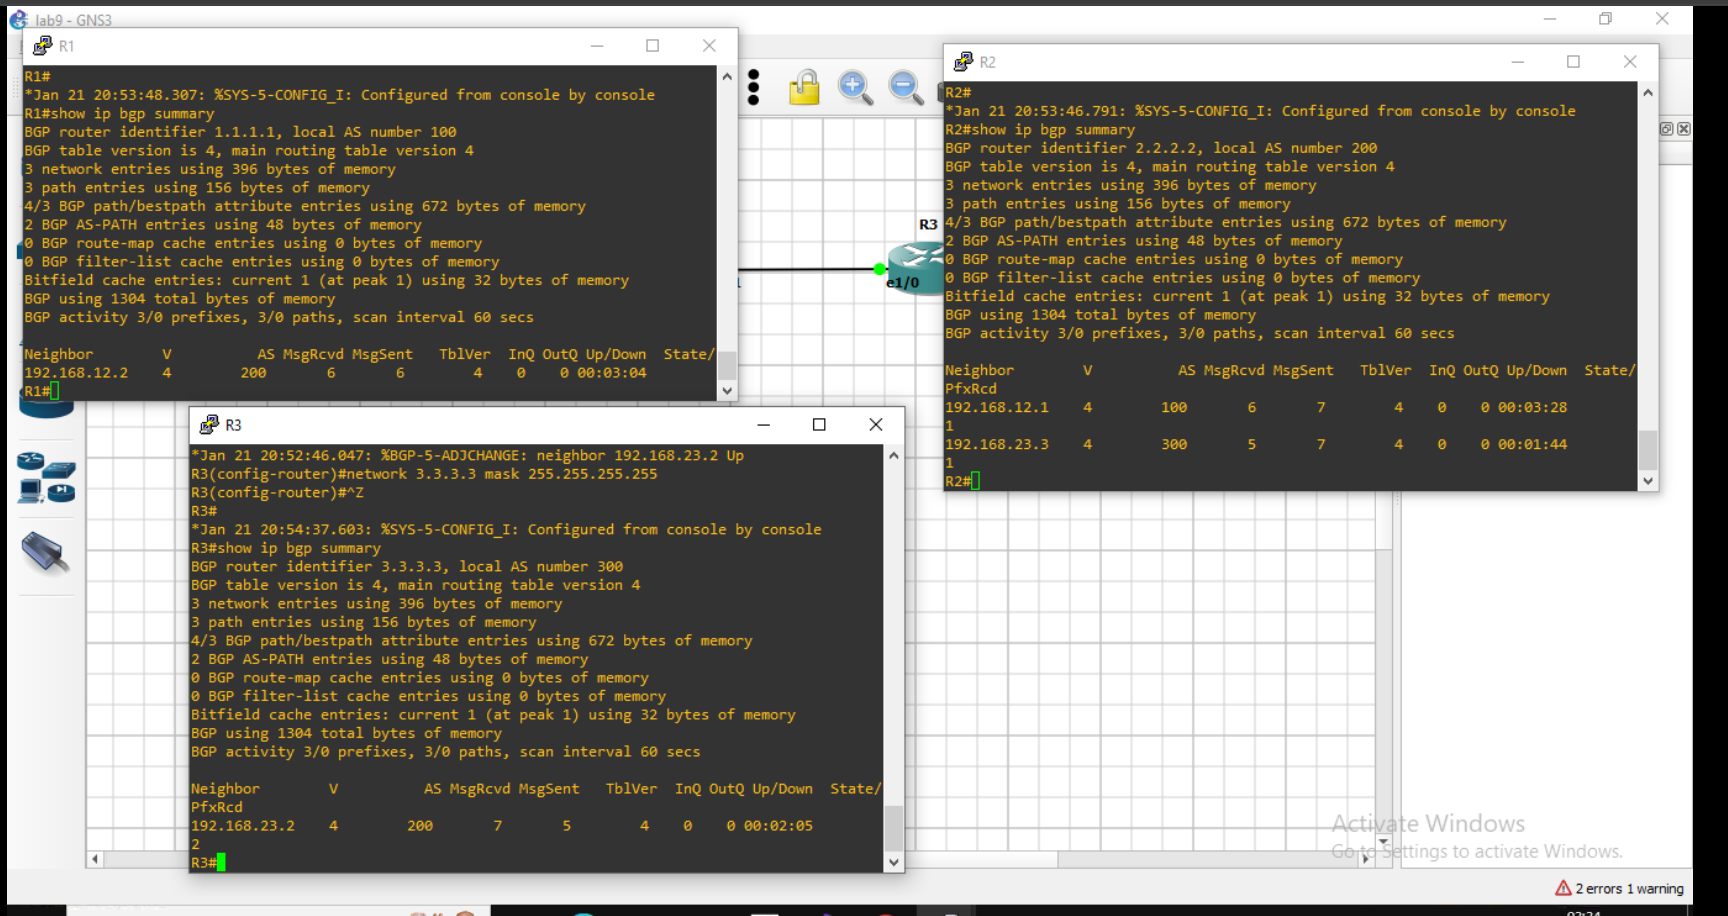 lab9 - GNS3
R1
R1#
*Jan 21 20:53:48.307: %SYS-5-CONFIG_I: Configured from console by console
R1#show ip bgp summary
BGP router identifier 1.1.1.1, local AS number 100
BGP table version is 4, main routing table version 4
3 network entries using 396 bytes of memory
3 path entries using 156 bytes of memory
4/3 BGP path/bestpath attribute entries using 672 bytes of memory
2 BGP AS-PATH entries using 48 bytes of memory
0 BGP route-map cache entries using 0 bytes of memory
0 BGP filter-list cache entries using 0 bytes of memory
Bitfield cache entries: current 1 (at peak 1) using 32 bytes of memory
BGP using 1304 total bytes of memory
BGP activity 3/0 prefixes, 3/0 paths, scan interval 60 secs
Neighbor V AS MsgRcvd MsgSent TblVer InQ OutQ Up/Down State/
192.168.12.2 4 200 6 6 4 0 0 00:03:04
R1#
R2
R2#
*Jan 21 20:53:46.791: %SYS-5-CONFIG_I: Configured from console by console
R2#show ip bgp summary
BGP router identifier 2.2.2.2, local AS number 200
BGP table version is 4, main routing table version 4
3 network entries using 396 bytes of memory
3 path entries using 156 bytes of memory
4/3 BGP path/bestpath attribute entries using 672 bytes of memory
2 BGP AS-PATH entries using 48 bytes of memory
0 BGP route-map cache entries using 0 bytes of memory
0 BGP filter-list cache entries using 0 bytes of memory
Bitfield cache entries: current 1 (at peak 1) using 32 bytes of memory
BGP using 1304 total bytes of memory
BGP activity 3/0 prefixes, 3/0 paths, scan interval 60 secs
Neighbor V AS MsgRcvd MsgSent TblVer InQ OutQ Up/Down State/
PfxRcd
192.168.12.1 4 100 6 7 4 0 0 00:03:28
1
192.168.23.3 4 300 5 7 4 0 0 00:01:44
1
R2#
R3
e1/0
R3
*Jan 21 20:52:46.047: %BGP-5-ADJCHANGE: neighbor 192.168.23.2 Up
R3(config-router)#network 3.3.3.3 mask 255.255.255.255
R3(config-router)#^Z
R3#
*Jan 21 20:54:37.603: %SYS-5-CONFIG_I: Configured from console by console
R3#show ip bgp summary
BGP router identifier 3.3.3.3, local AS number 300
BGP table version is 4, main routing table version 4
3 network entries using 396 bytes of memory
3 path entries using 156 bytes of memory
4/3 BGP path/bestpath attribute entries using 672 bytes of memory
2 BGP AS-PATH entries using 48 bytes of memory
0 BGP route-map cache entries using 0 bytes of memory
0 BGP filter-list cache entries using 0 bytes of memory
Bitfield cache entries: current 1 (at peak 1) using 32 bytes of memory
BGP using 1304 total bytes of memory
BGP activity 3/0 prefixes, 3/0 paths, scan interval 60 secs
Neighbor V AS MsgRcvd MsgSent TblVer InQ OutQ Up/Down State/
PfxRcd
192.168.23.2 4 200 7 5 4 0 0 00:02:05
2
R3#
Activate Windows
Go to Settings to activate Windows.
2 errors 1 warning